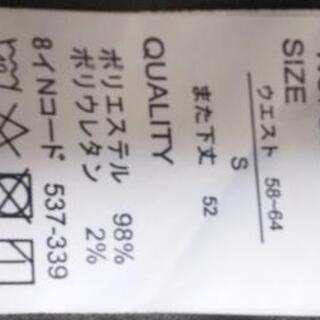 SIZE
ウエスト 58-64
S
また下丈 52
QUALITY
ポリエステル 98%
ポリウレタン 2%
8イNコード 537-339
40